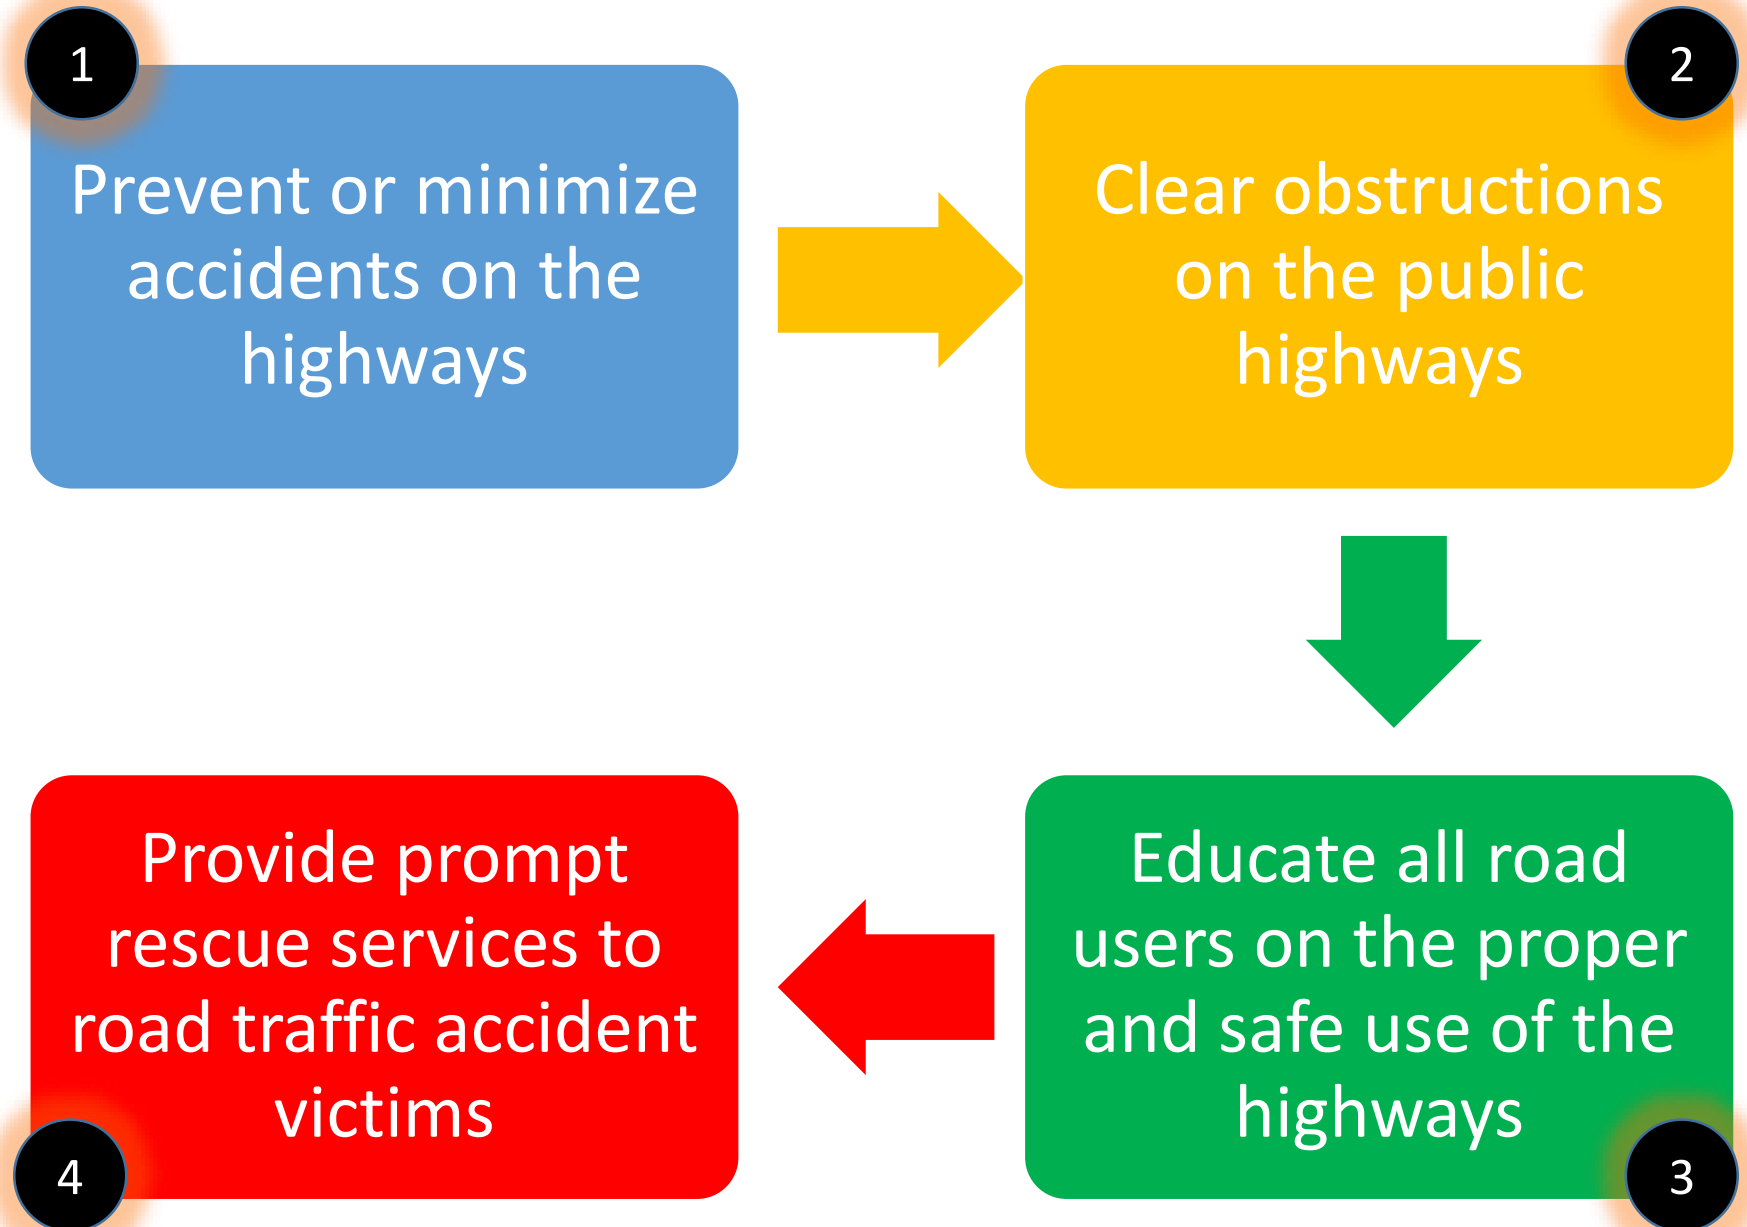 1
Prevent or minimize
accidents on the
highways
2
Clear obstructions
on the public
highways
3
Educate all road
users on the proper
and safe use of the
highways
4
Provide prompt
rescue services to
road traffic accident
victims